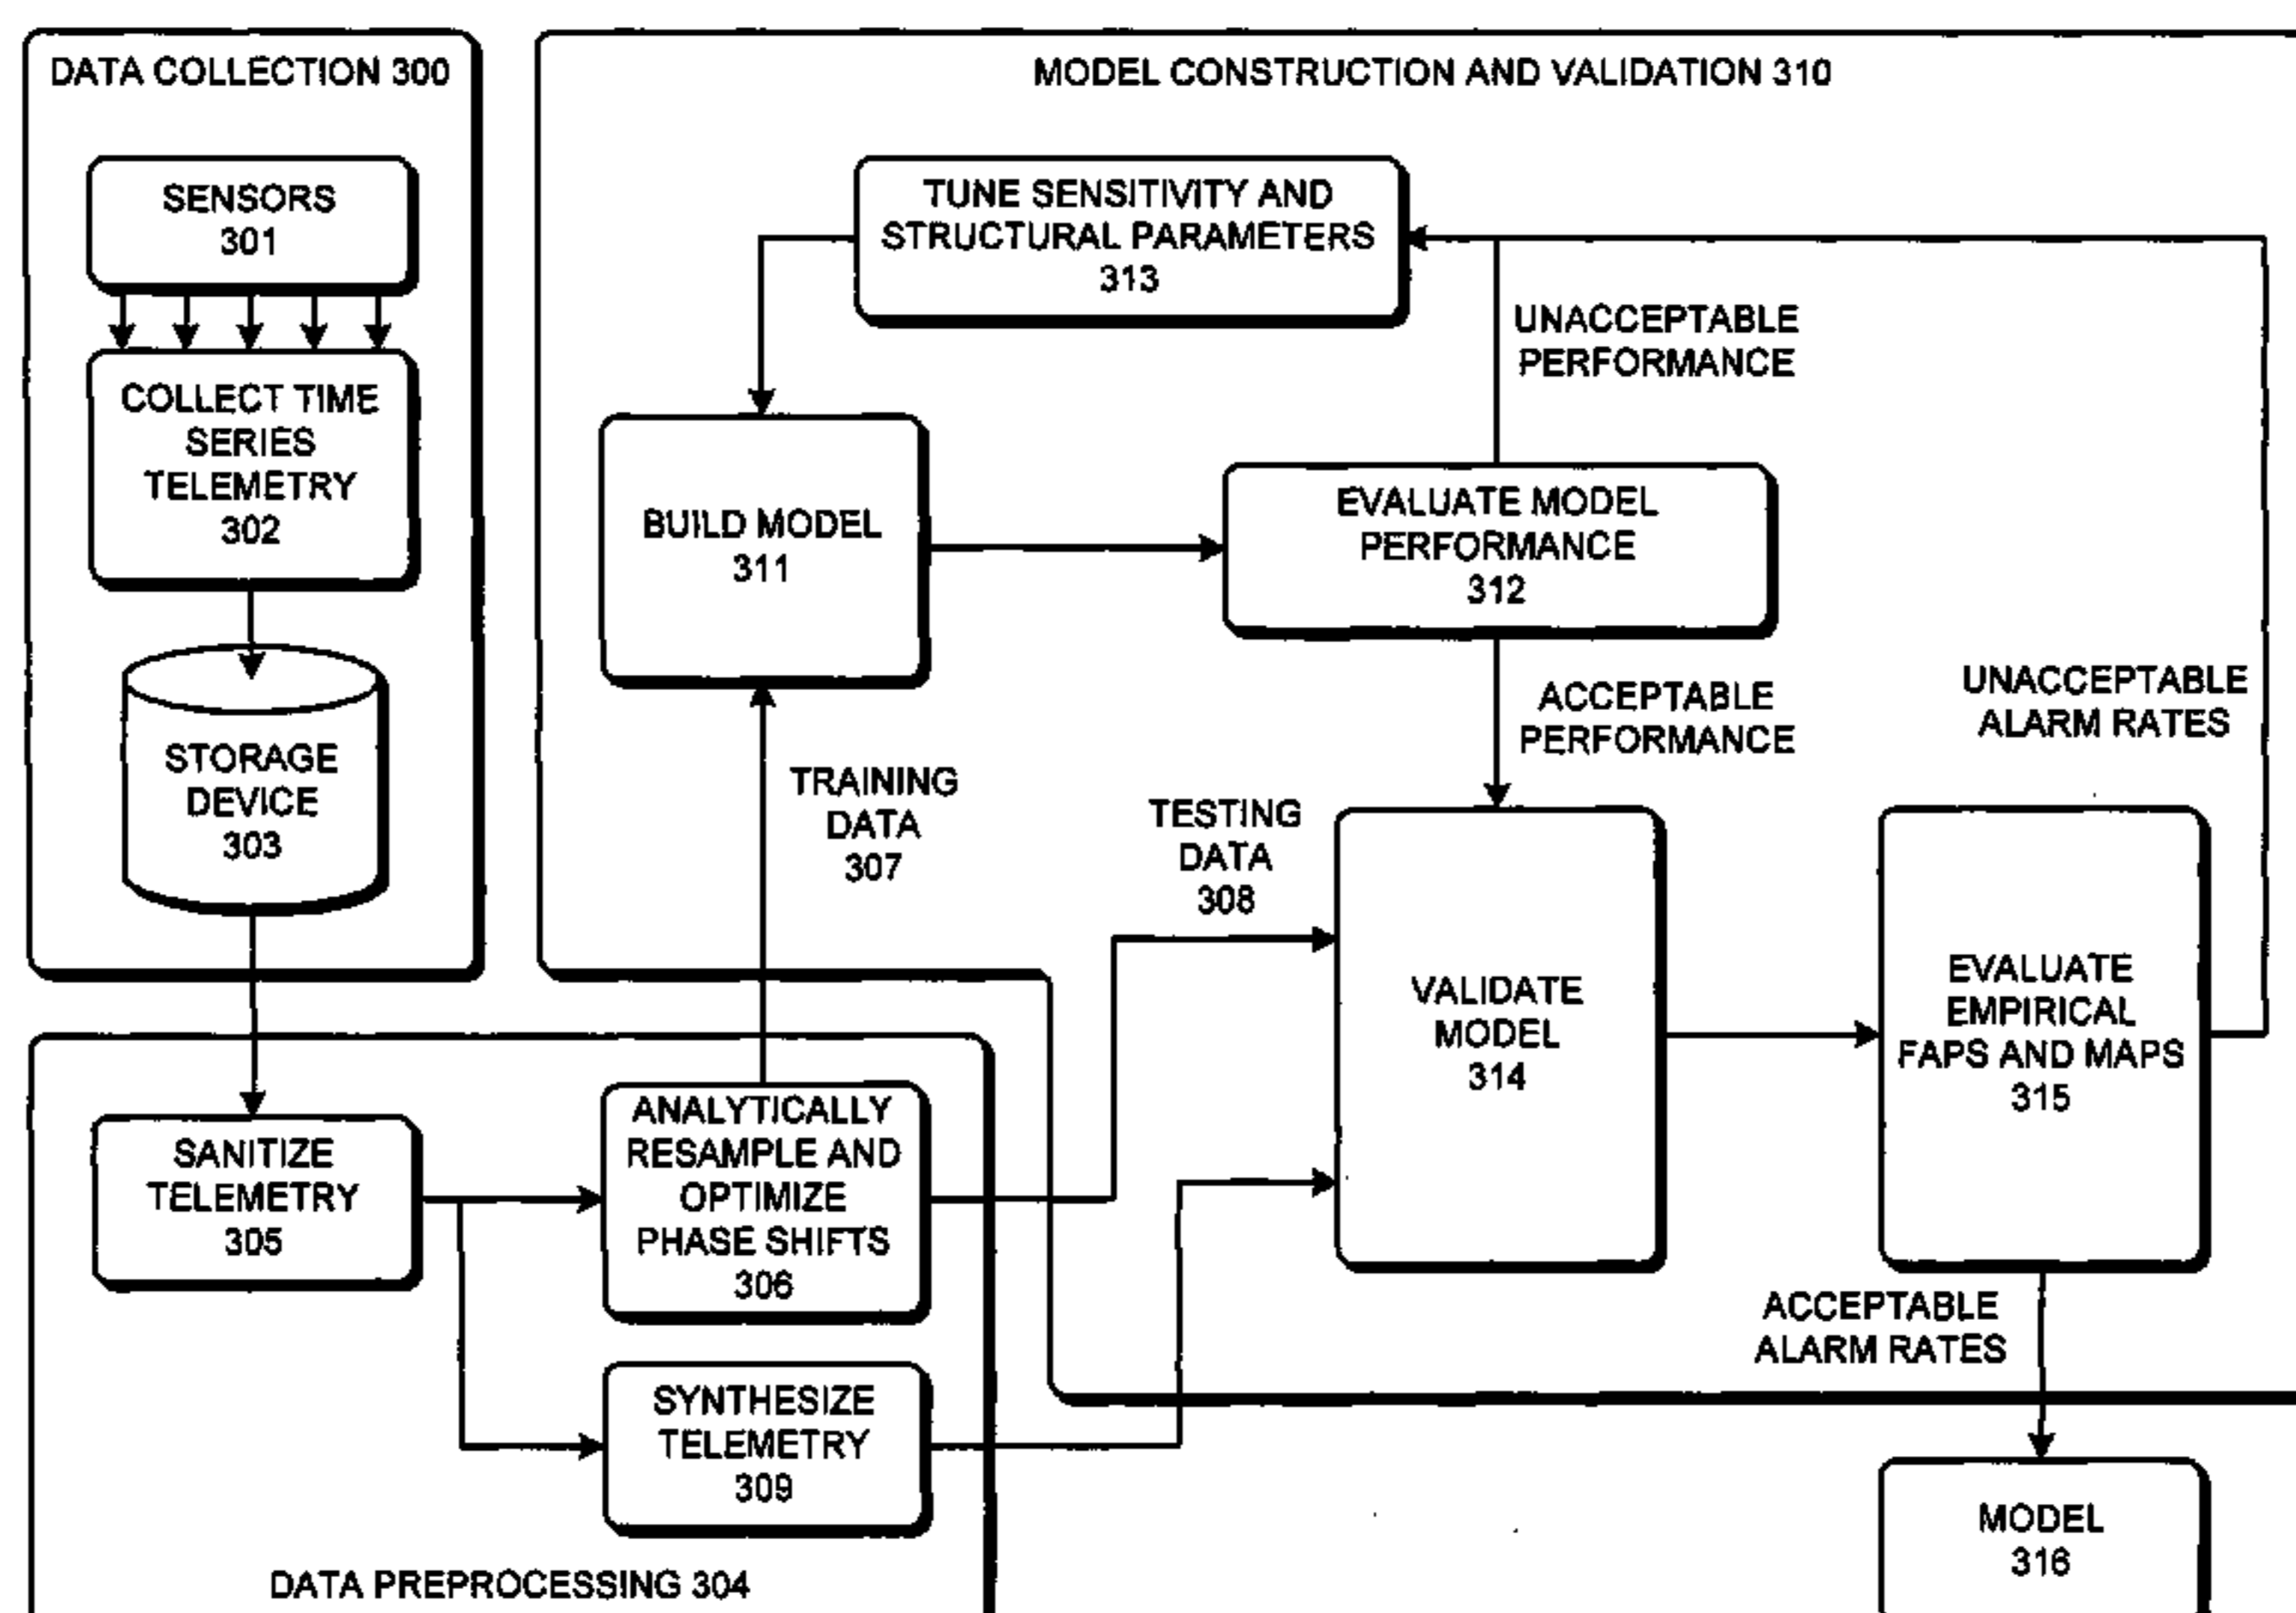 DATA COLLECTION 300
SENSORS
301
COLLECT TIME
SERIES
TELEMETRY
302
STORAGE
DEVICE
303
MODEL CONSTRUCTION AND VALIDATION 310
TUNE SENSITIVITY AND
STRUCTURAL PARAMETERS
313
UNACCEPTABLE
PERFORMANCE
BUILD MODEL
311
EVALUATE MODEL
PERFORMANCE
312
ACCEPTABLE
PERFORMANCE
UNACCEPTABLE
ALARM RATES
TRAINING
DATA
307
TESTING
DATA
308
VALIDATE
MODEL
314
EVALUATE
EMPIRICAL
FAPS AND MAPS
315
ACCEPTABLE
ALARM RATES
SANITIZE
TELEMETRY
305
ANALYTICALLY
RESAMPLE AND
OPTIMIZE
PHASE SHIFTS
306
SYNTHESIZE
TELEMETRY
309
DATA PREPROCESSING 304
MODEL
316